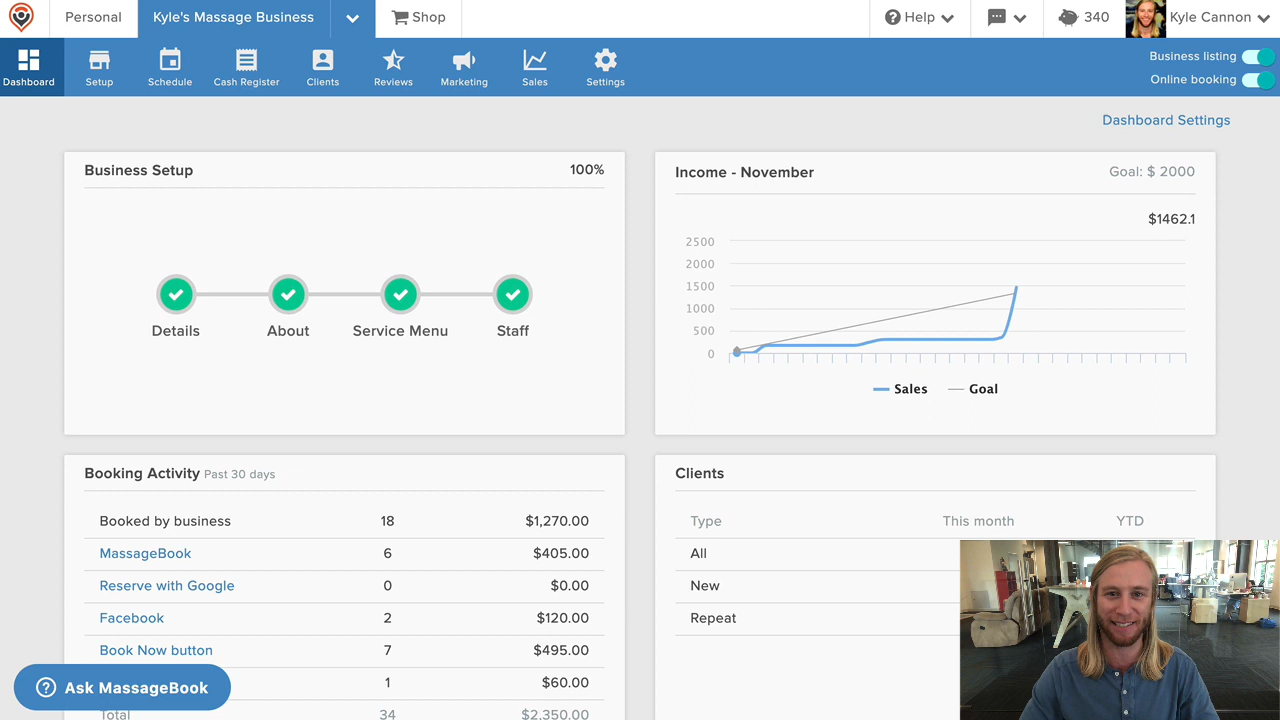 Personal
Kyle's Massage Business
Shop
Help
340
Kyle Cannon
Dashboard
Setup
Schedule
Cash Register
Clients
Reviews
Marketing
Sales
Settings
Business listing
Online booking
Dashboard Settings
Business Setup 100%
Details About Service Menu Staff
Income - November Goal: $ 2000
$1462.1
2500
2000
1500
1000
500
0
Sales Goal
Booking Activity Past 30 days
Booked by business 18 $1,270.00
MassageBook 6 $405.00
Reserve with Google 0 $0.00
Facebook 2 $120.00
Book Now button 7 $495.00
1 $60.00
Total 34 $2,350.00
Clients
Type This month YTD
All
New
Repeat
? Ask MassageBook